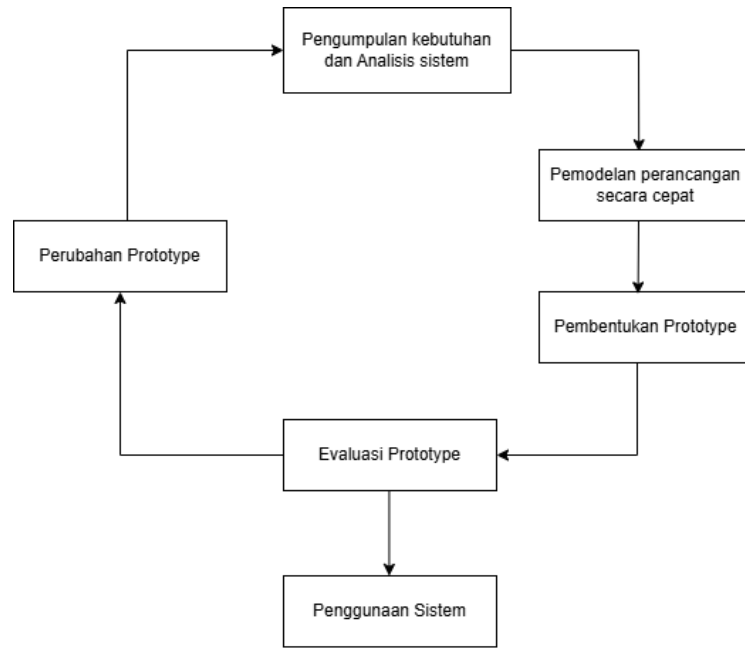 Pengumpulan kebutuhan
dan Analisis sistem
Pemodelan perancangan
secara cepat
Perubahan Prototype
Pembentukan Prototype
Evaluasi Prototype
Penggunaan Sistem